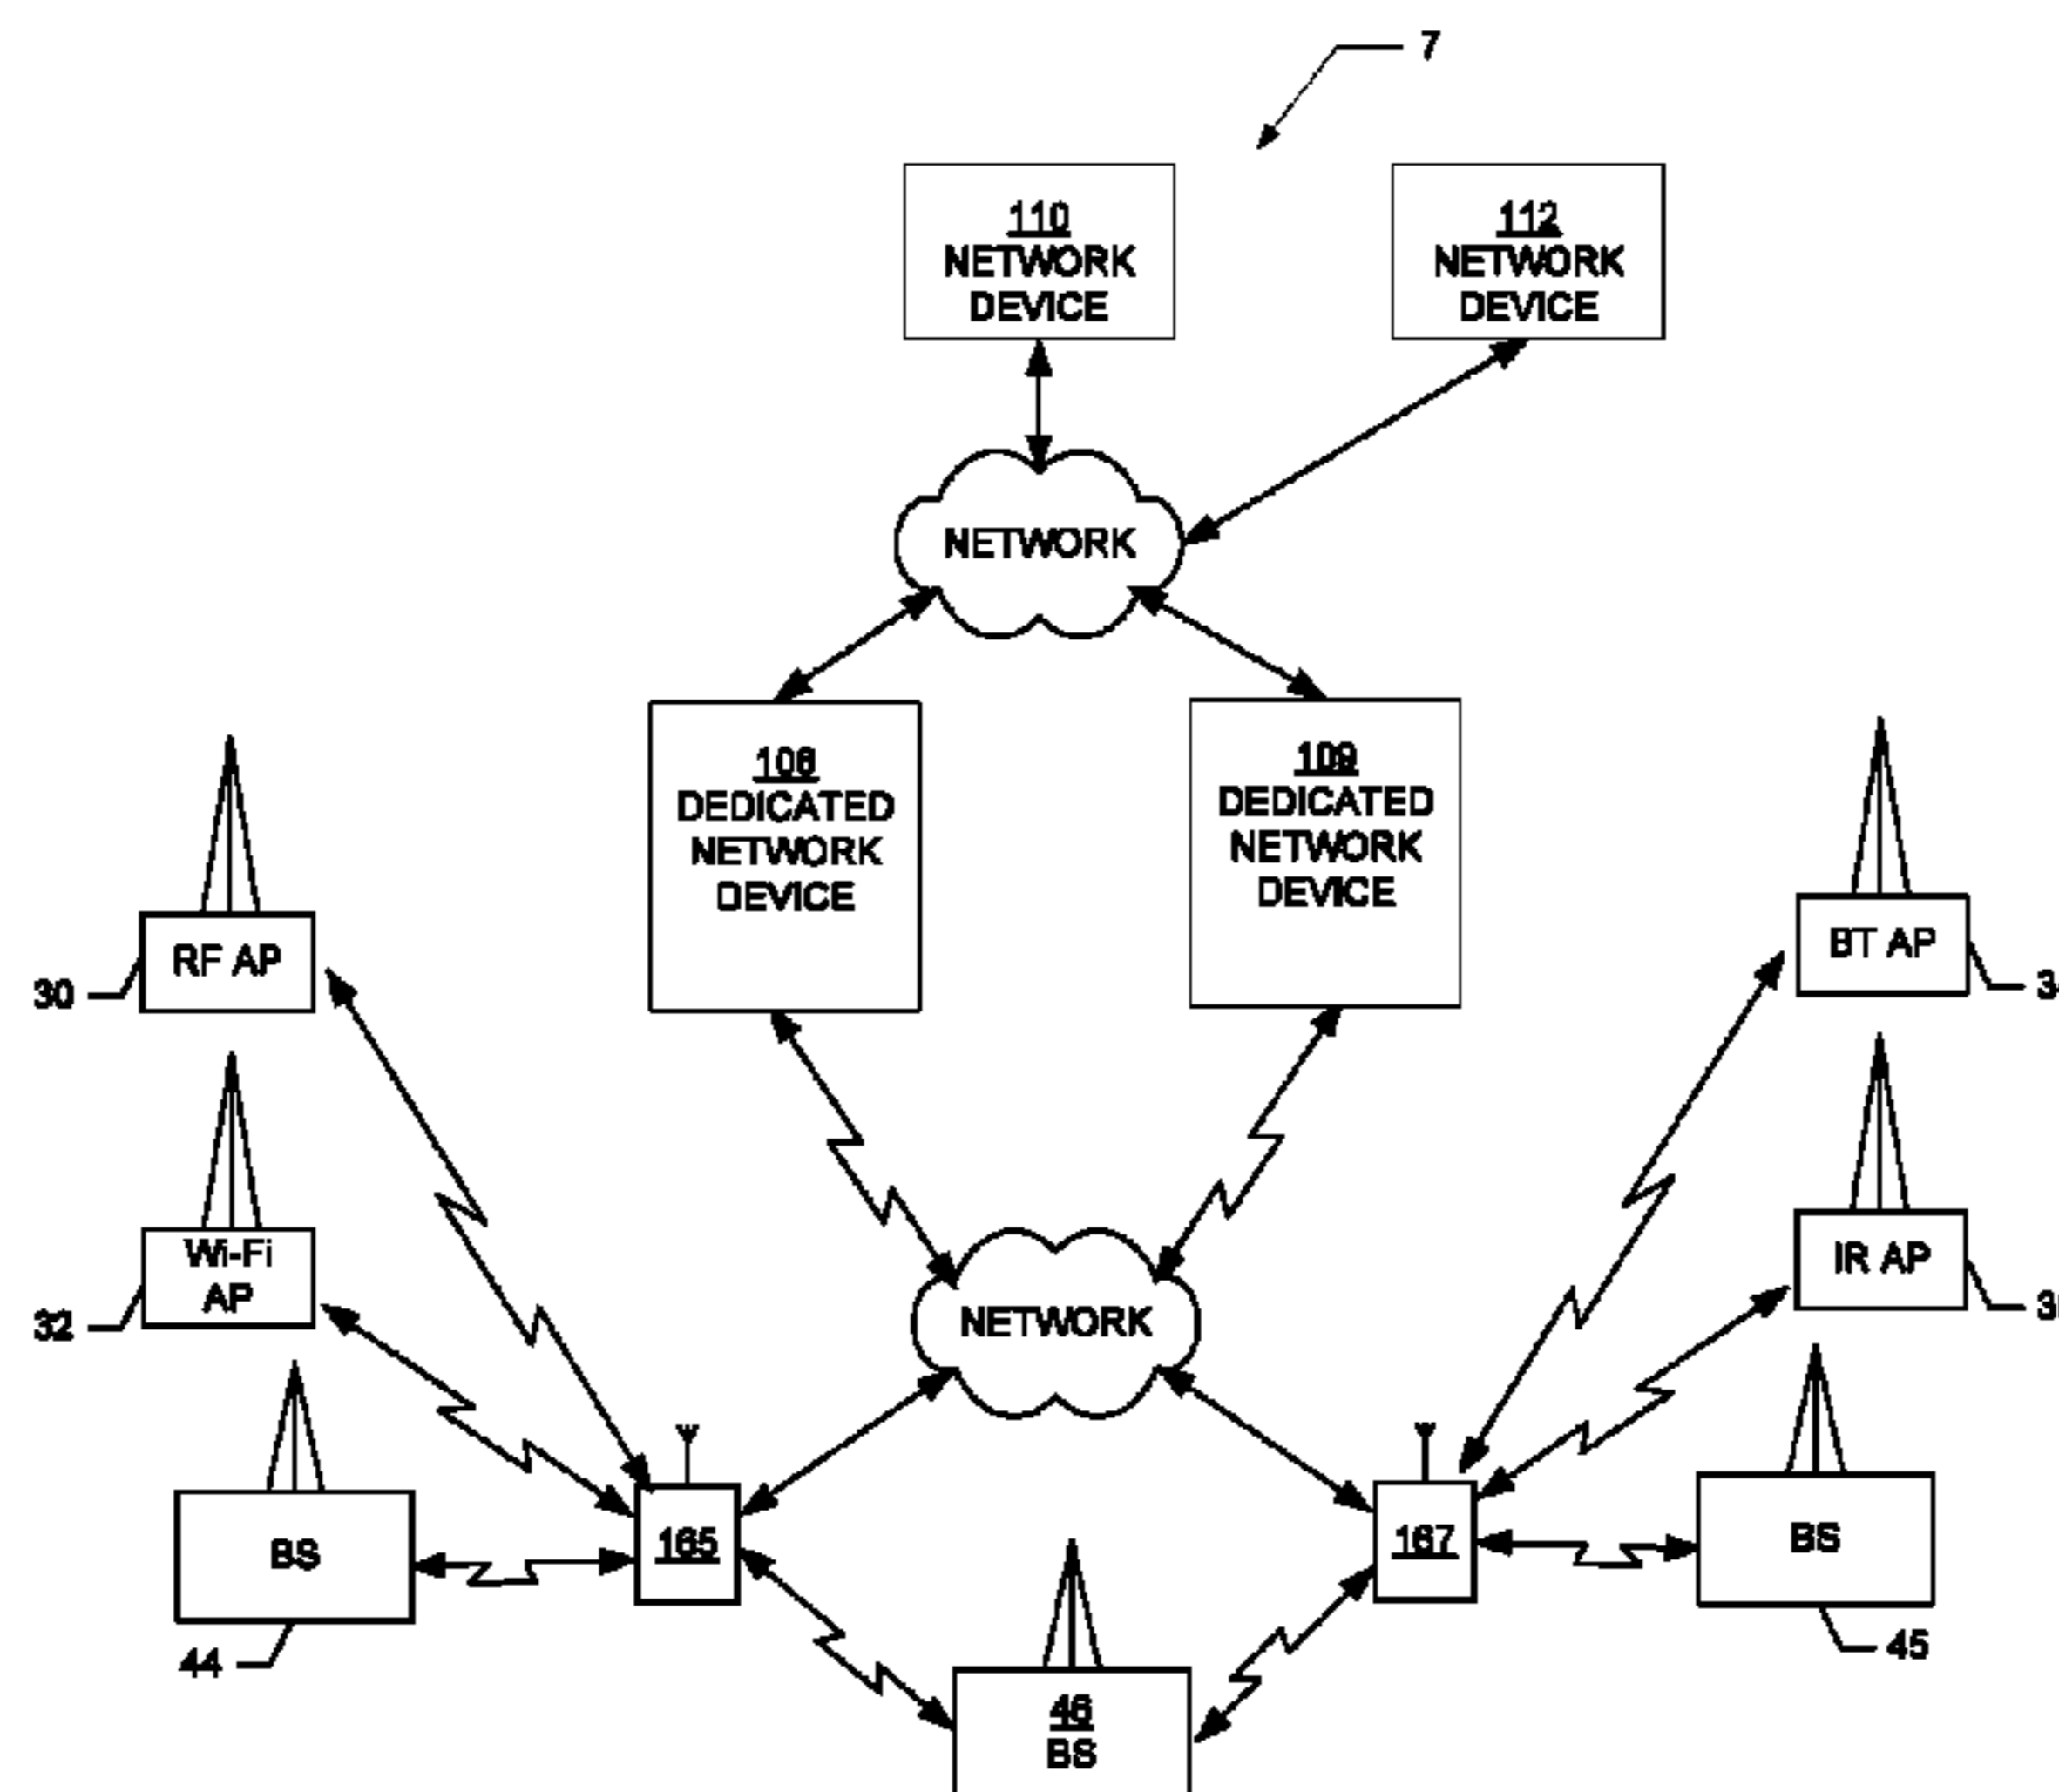 7
110
NETWORK
DEVICE
112
NETWORK
DEVICE
NETWORK
108
DEDICATED
NETWORK
DEVICE
109
DEDICATED
NETWORK
DEVICE
RF AP
30
BT AP
Wi-Fi
AP
32
IR AP
NETWORK
BS
44
165
167
BS
45
46
BS